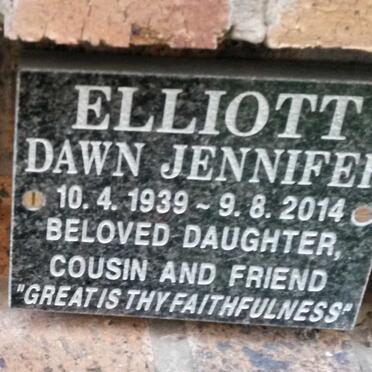 ELLIOTT
DAWN JENNIFER
10. 4. 1939 ~ 9. 8. 2014
BELOVED DAUGHTER,
COUSIN AND FRIEND
"GREAT IS THY FAITHFULNESS"